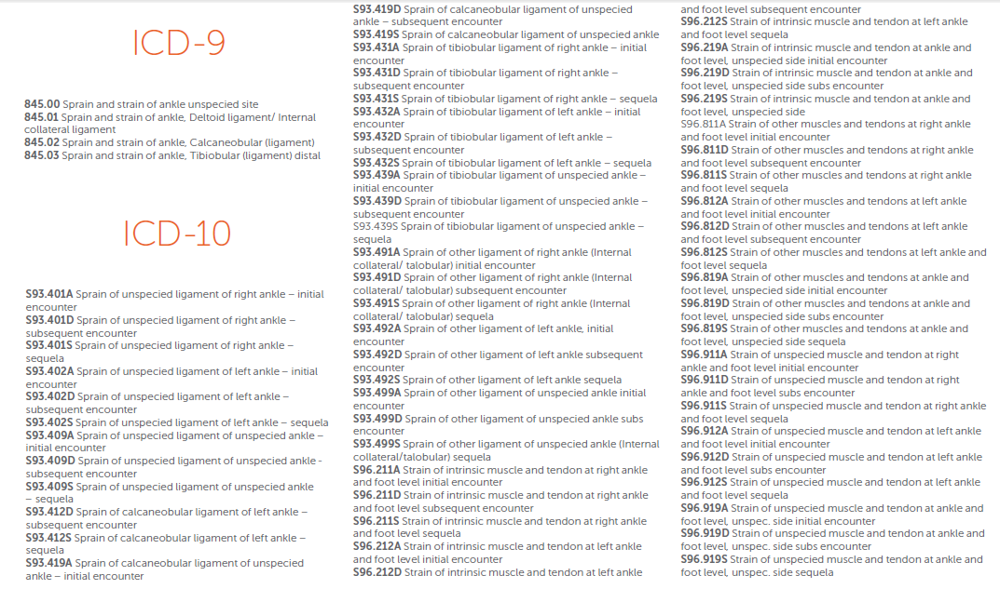 ICD-9
845.00 Sprain and strain of ankle unspecied site
845.01 Sprain and strain of ankle, Deltoid ligament/ Internal
collateral ligament
845.02 Sprain and strain of ankle, Calcaneobular (ligament)
845.03 Sprain and strain of ankle, Tibiobular (ligament) distal
ICD-10
S93.401A Sprain of unspecied ligament of right ankle – initial
encounter
S93.401D Sprain of unspecied ligament of right ankle –
subsequent encounter
S93.401S Sprain of unspecied ligament of right ankle –
sequela
S93.402A Sprain of unspecied ligament of left ankle – initial
encounter
S93.402D Sprain of unspecied ligament of left ankle –
subsequent encounter
S93.402S Sprain of unspecied ligament of left ankle – sequela
S93.409A Sprain of unspecied ligament of unspecied ankle –
initial encounter
S93.409D Sprain of unspecied ligament of unspecied ankle -
subsequent encounter
S93.409S Sprain of unspecied ligament of unspecied ankle
– sequela
S93.412D Sprain of calcaneobular ligament of left ankle –
subsequent encounter
S93.412S Sprain of calcaneobular ligament of left ankle –
sequela
S93.419A Sprain of calcaneobular ligament of unspecied
ankle – initial encounter
S93.419D Sprain of calcaneobular ligament of unspecied
ankle – subsequent encounter
S93.419S Sprain of calcaneobular ligament of unspecied ankle
S93.431A Sprain of tibiobular ligament of right ankle – initial
encounter
S93.431D Sprain of tibiobular ligament of right ankle –
subsequent encounter
S93.431S Sprain of tibiobular ligament of right ankle – sequela
S93.432A Sprain of tibiobular ligament of left ankle – initial
encounter
S93.432D Sprain of tibiobular ligament of left ankle –
subsequent encounter
S93.432S Sprain of tibiobular ligament of left ankle – sequela
S93.439A Sprain of tibiobular ligament of unspecied ankle –
initial encounter
S93.439D Sprain of tibiobular ligament of unspecied ankle –
subsequent encounter
S93.439S Sprain of tibiobular ligament of unspecied ankle –
sequela
S93.491A Sprain of other ligament of right ankle (Internal
collateral/ talobular) initial encounter
S93.491D Sprain of other ligament of right ankle (Internal
collateral/ talobular) subsequent encounter
S93.491S Sprain of other ligament of right ankle (Internal
collateral/ talobular) sequela
S93.492A Sprain of other ligament of left ankle, initial
encounter
S93.492D Sprain of other ligament of left ankle subsequent
encounter
S93.492S Sprain of other ligament of left ankle sequela
S93.499A Sprain of other ligament of unspecied ankle initial
encounter
S93.499D Sprain of other ligament of unspecied ankle subs
encounter
S93.499S Sprain of other ligament of unspecied ankle (Internal
collateral/talobular) sequela
S96.211A Strain of intrinsic muscle and tendon at right ankle
and foot level initial encounter
S96.211D Strain of intrinsic muscle and tendon at right ankle
and foot level subsequent encounter
S96.211S Strain of intrinsic muscle and tendon at right ankle
and foot level sequela
S96.212A Strain of intrinsic muscle and tendon at left ankle
and foot level initial encounter
S96.212D Strain of intrinsic muscle and tendon at left ankle
and foot level subsequent encounter
S96.212S Strain of intrinsic muscle and tendon at left ankle
and foot level sequela
S96.219A Strain of intrinsic muscle and tendon at ankle and
foot level, unspecied side initial encounter
S96.219D Strain of intrinsic muscle and tendon at ankle and
foot level, unspecied side subs encounter
S96.219S Strain of intrinsic muscle and tendon at ankle and
foot level, unspecied side
S96.811A Strain of other muscles and tendons at right ankle
and foot level initial encounter
S96.811D Strain of other muscles and tendons at right ankle
and foot level subsequent encounter
S96.811S Strain of other muscles and tendons at right ankle
and foot level sequela
S96.812A Strain of other muscles and tendons at left ankle
and foot level initial encounter
S96.812D Strain of other muscles and tendons at left ankle
and foot level subsequent encounter
S96.812S Strain of other muscles and tendons at left ankle and
foot level sequela
S96.819A Strain of other muscles and tendons at ankle and
foot level, unspecied side initial encounter
S96.819D Strain of other muscles and tendons at ankle and
foot level, unspecied side subs encounter
S96.819S Strain of other muscles and tendons at ankle and
foot level, unspecied side sequela
S96.911A Strain of unspecied muscle and tendon at right
ankle and foot level initial encounter
S96.911D Strain of unspecied muscle and tendon at right
ankle and foot level subs encounter
S96.911S Strain of unspecied muscle and tendon at right ankle
and foot level sequela
S96.912A Strain of unspecied muscle and tendon at left ankle
and foot level initial encounter
S96.912D Strain of unspecied muscle and tendon at left ankle
and foot level subs encounter
S96.912S Strain of unspecied muscle and tendon at left ankle
and foot level sequela
S96.919A Strain of unspecied muscle and tendon at ankle and
foot level, unspec. side initial encounter
S96.919D Strain of unspecied muscle and tendon at ankle and
foot level, unspec. side subs encounter
S96.919S Strain of unspecied muscle and tendon at ankle and
foot level, unspec. side sequela